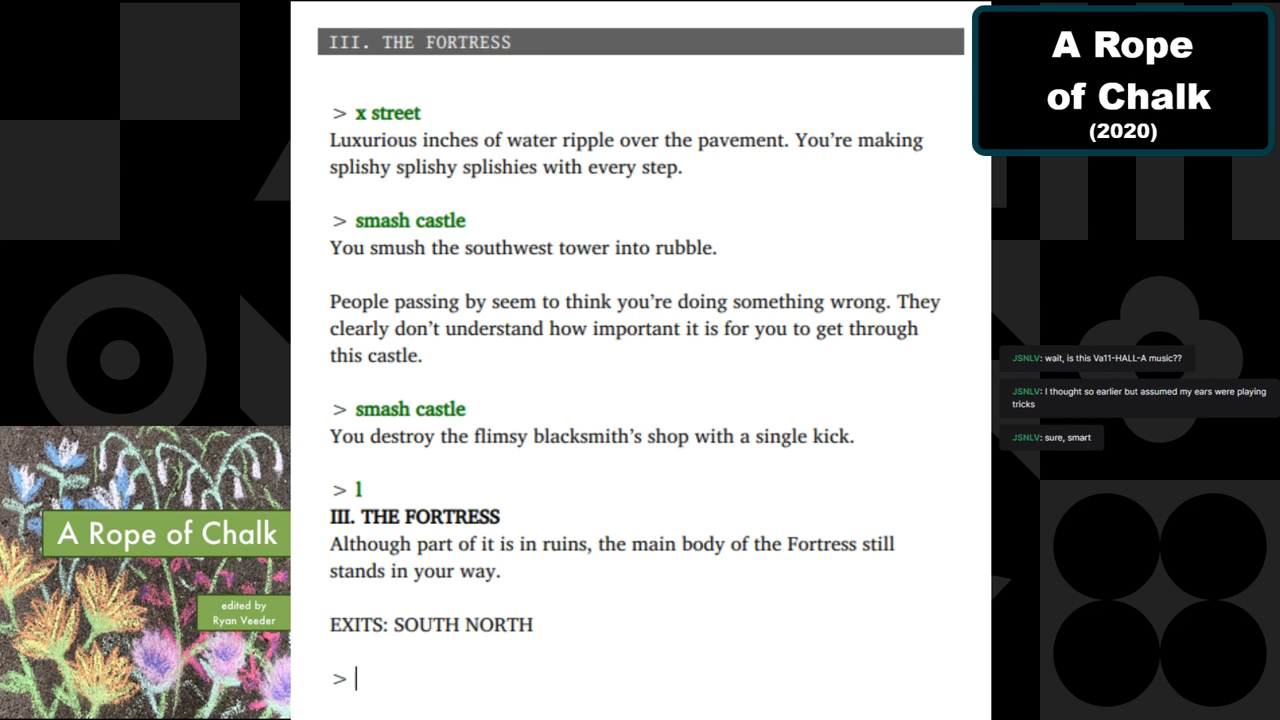 III. THE FORTRESS
> x street
Luxurious inches of water ripple over the pavement. You’re making
splishy splishy splishies with every step.
> smash castle
You smush the southwest tower into rubble.
People passing by seem to think you’re doing something wrong. They
clearly don’t understand how important it is for you to get through
this castle.
> smash castle
You destroy the flimsy blacksmith’s shop with a single kick.
> l
III. THE FORTRESS
Although part of it is in ruins, the main body of the Fortress still
stands in your way.
EXITS: SOUTH NORTH
>
A Rope
of Chalk
(2020)
JSNLV: wait, is this Va11-HALL-A music??
JSNLV: I thought so earlier but assumed my ears were playing
tricks
JSNLV: sure, smart
A Rope of Chalk
edited by
Ryan Veeder